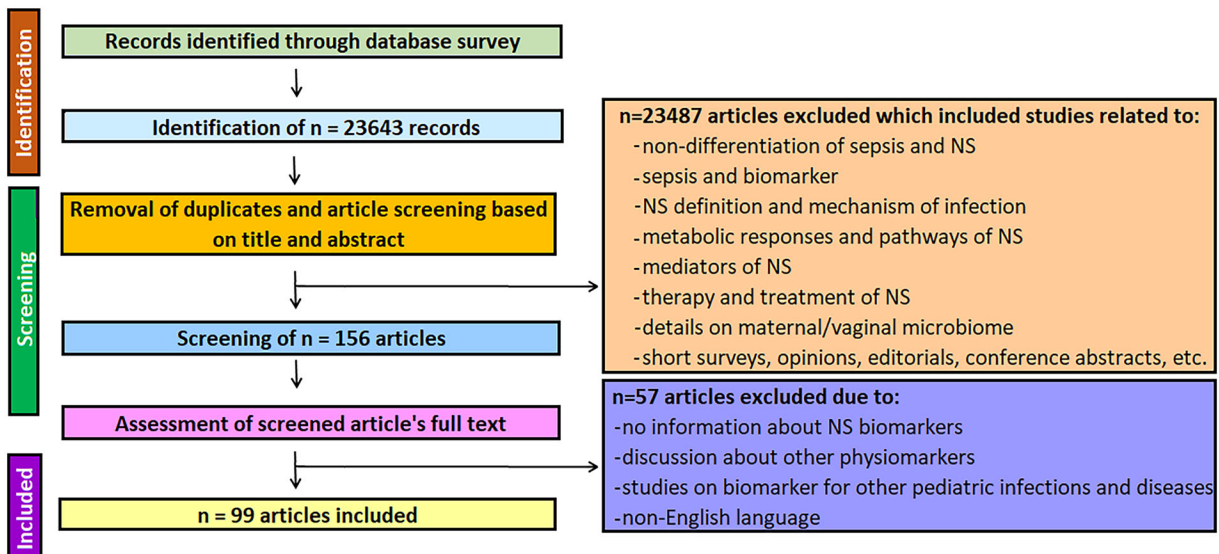 Identification
Records identified through database survey
Identification of n = 23643 records
Screening
Removal of duplicates and article screening based
on title and abstract
n=23487 articles excluded which included studies related to:
-non-differentiation of sepsis and NS
-sepsis and biomarker
-NS definition and mechanism of infection
-metabolic responses and pathways of NS
-mediators of NS
-therapy and treatment of NS
-details on maternal/vaginal microbiome
-short surveys, opinions, editorials, conference abstracts, etc.
Screening of n = 156 articles
Assessment of screened article's full text
n=57 articles excluded due to:
-no information about NS biomarkers
-discussion about other physiomarkers
-studies on biomarker for other pediatric infections and diseases
-non-English language
Included
n = 99 articles included